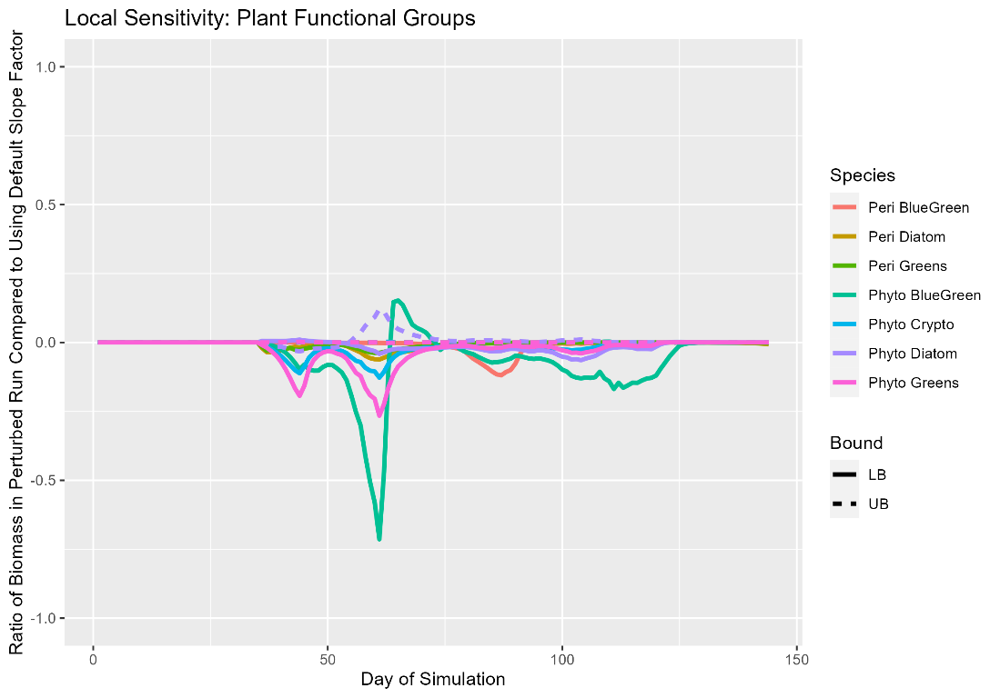 Local Sensitivity: Plant Functional Groups
Ratio of Biomass in Perturbed Run Compared to Using Default Slope Factor
1.0
0.5
0.0
-0.5
-1.0
0
50
100
150
Day of Simulation
Species
Peri BlueGreen
Peri Diatom
Peri Greens
Phyto BlueGreen
Phyto Crypto
Phyto Diatom
Phyto Greens
Bound
LB
UB